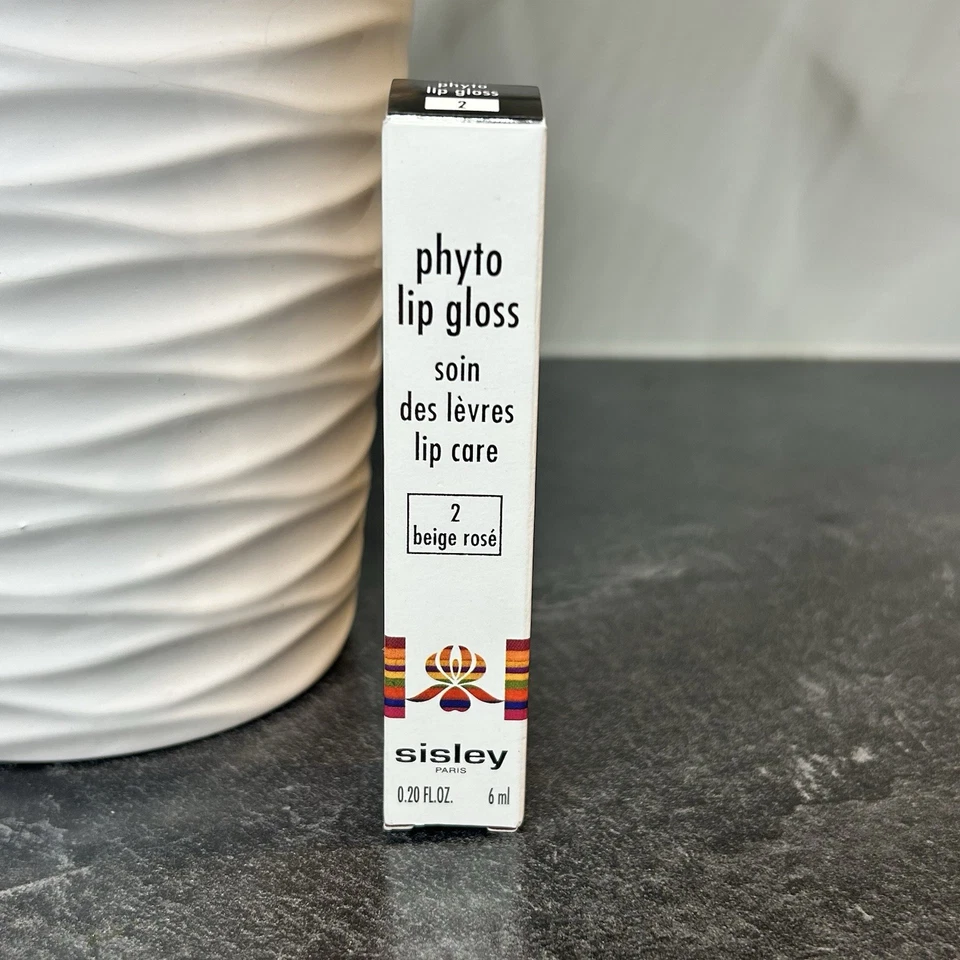 phyto
lip gloss
2
phyto
lip gloss
soin
des lèvres
lip care
2
beige rosé
sisley
PARIS
0.20 FL.OZ. 6 ml